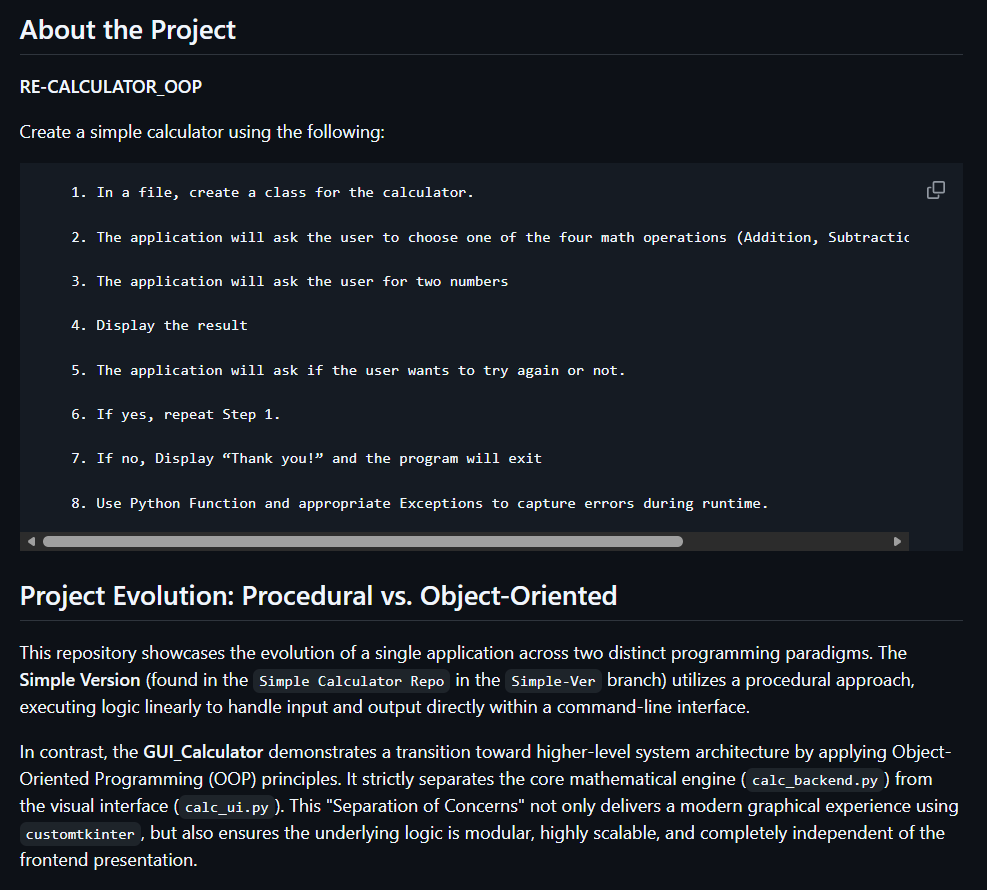 About the Project
RE-CALCULATOR_OOP
Create a simple calculator using the following:
1. In a file, create a class for the calculator.
2. The application will ask the user to choose one of the four math operations (Addition, Subtractic
3. The application will ask the user for two numbers
4. Display the result
5. The application will ask if the user wants to try again or not.
6. If yes, repeat Step 1.
7. If no, Display “Thank you!” and the program will exit
8. Use Python Function and appropriate Exceptions to capture errors during runtime.
Project Evolution: Procedural vs. Object-Oriented
This repository showcases the evolution of a single application across two distinct programming paradigms. The
Simple Version (found in the Simple Calculator Repo in the Simple-Ver branch) utilizes a procedural approach,
executing logic linearly to handle input and output directly within a command-line interface.
In contrast, the GUI_Calculator demonstrates a transition toward higher-level system architecture by applying Object-
Oriented Programming (OOP) principles. It strictly separates the core mathematical engine ( calc_backend.py ) from
the visual interface ( calc_ui.py ). This "Separation of Concerns" not only delivers a modern graphical experience using
customtkinter , but also ensures the underlying logic is modular, highly scalable, and completely independent of the
frontend presentation.